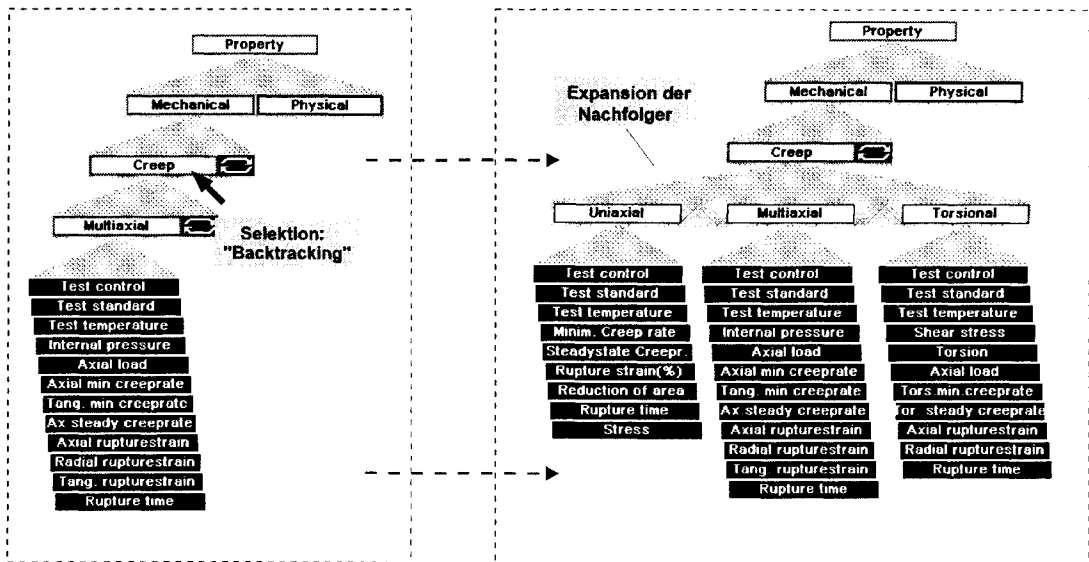 Property
Mechanical
Physical
Creep
Selektion:
"Backtracking"
Multiaxial
Test control
Test standard
Test temperature
Internal pressure
Axial load
Axial min creeprate
Tang. min creeprate
Ax steady creeprate
Axial rupturestrain
Radial rupturestrain
Tang. rupturestrain
Rupture time
Property
Expansion der
Nachfolger
Mechanical
Physical
Creep
Uniaxial
Multiaxial
Torsional
Test control
Test standard
Test temperature
Minim. Creep rate
Steadystate Creepr.
Rupture strain(%)
Reduction of area
Rupture time
Stress
Test control
Test standard
Test temperature
Internal pressure
Axial load
Axial min creeprate
Tang. min creeprate
Ax steady creeprate
Axial rupturestrain
Radial rupturestrain
Tang rupturestrain
Rupture time
Test control
Test standard
Test temperature
Shear stress
Torsion
Axial load
Tors.min.creeprate
Tor. steady creeprate
Axial rupturestrain
Radial rupturestrain
Rupture time